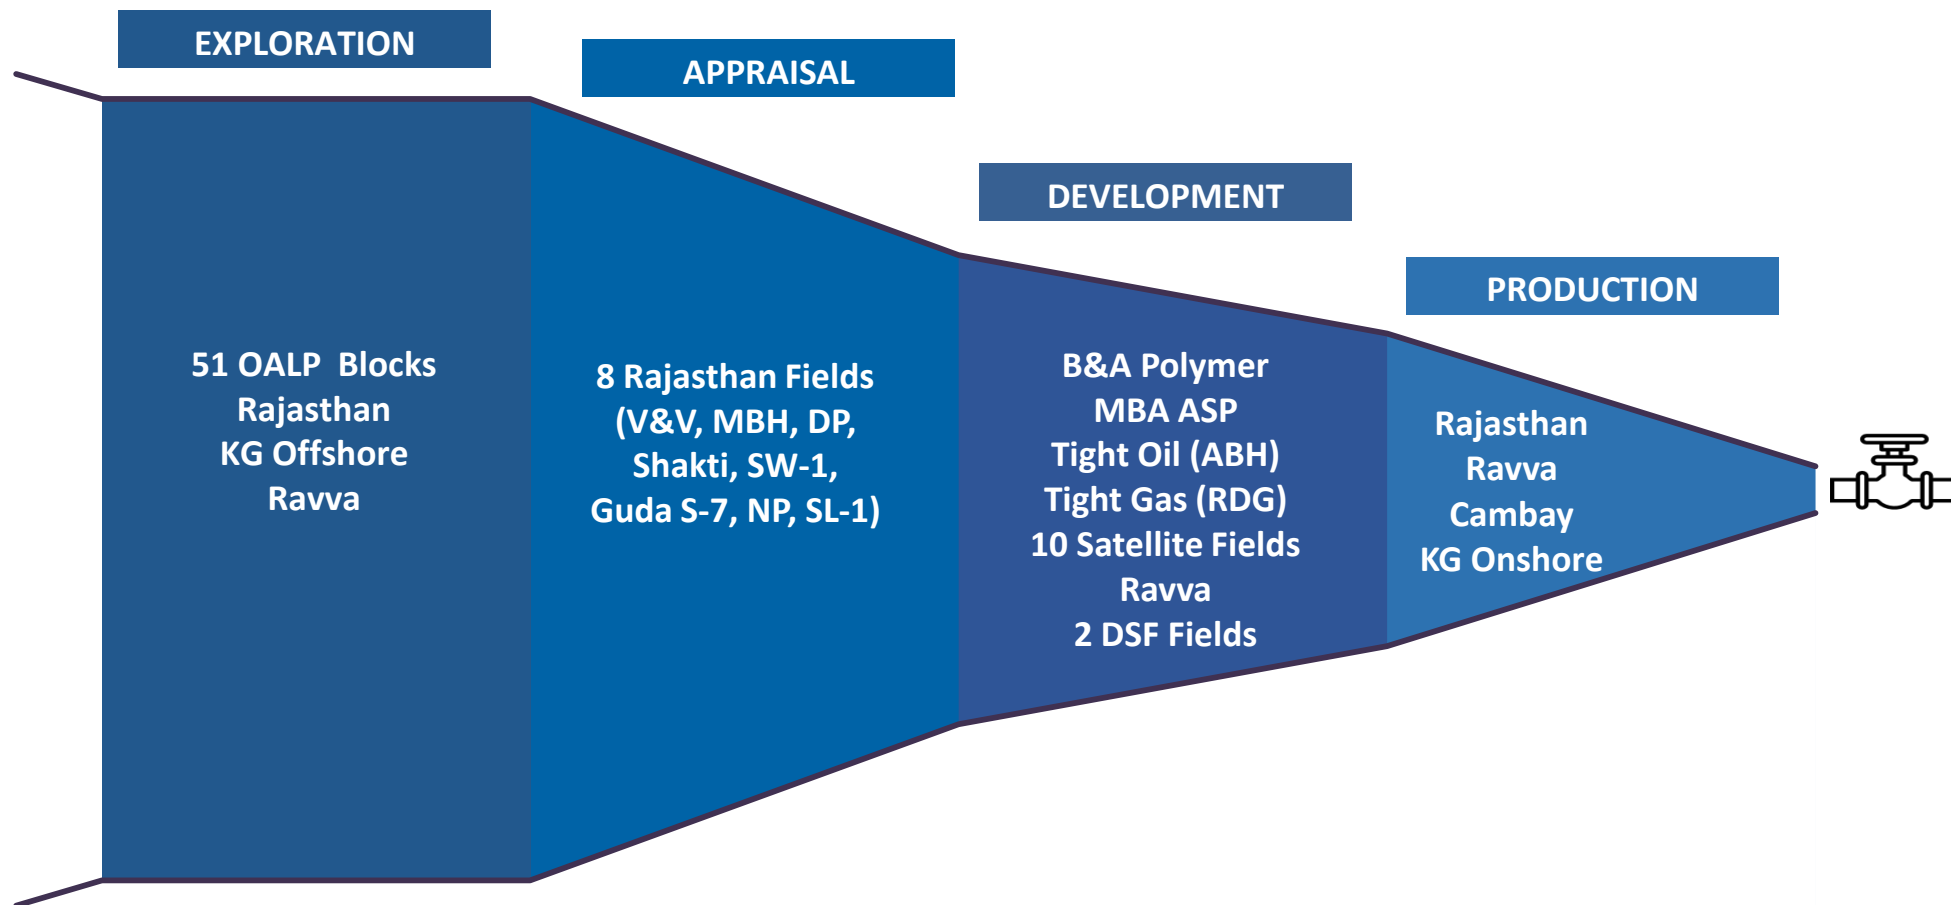 EXPLORATION
51 OALP Blocks
Rajasthan
KG Offshore
Ravva
APPRAISAL
8 Rajasthan Fields
(V&V, MBH, DP,
Shakti, SW-1,
Guda S-7, NP, SL-1)
DEVELOPMENT
B&A Polymer
MBA ASP
Tight Oil (ABH)
Tight Gas (RDG)
10 Satellite Fields
Ravva
2 DSF Fields
PRODUCTION
Rajasthan
Ravva
Cambay
KG Onshore